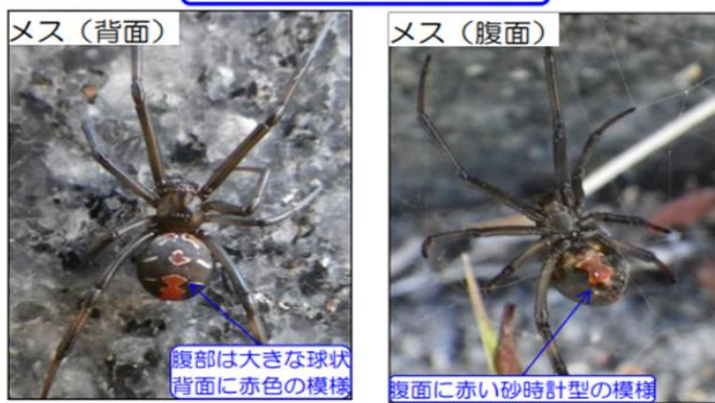 メス（背面）
メス（腹面）
腹部は大きな球状
背面に赤色の模様
腹面に赤い砂時計型の模様